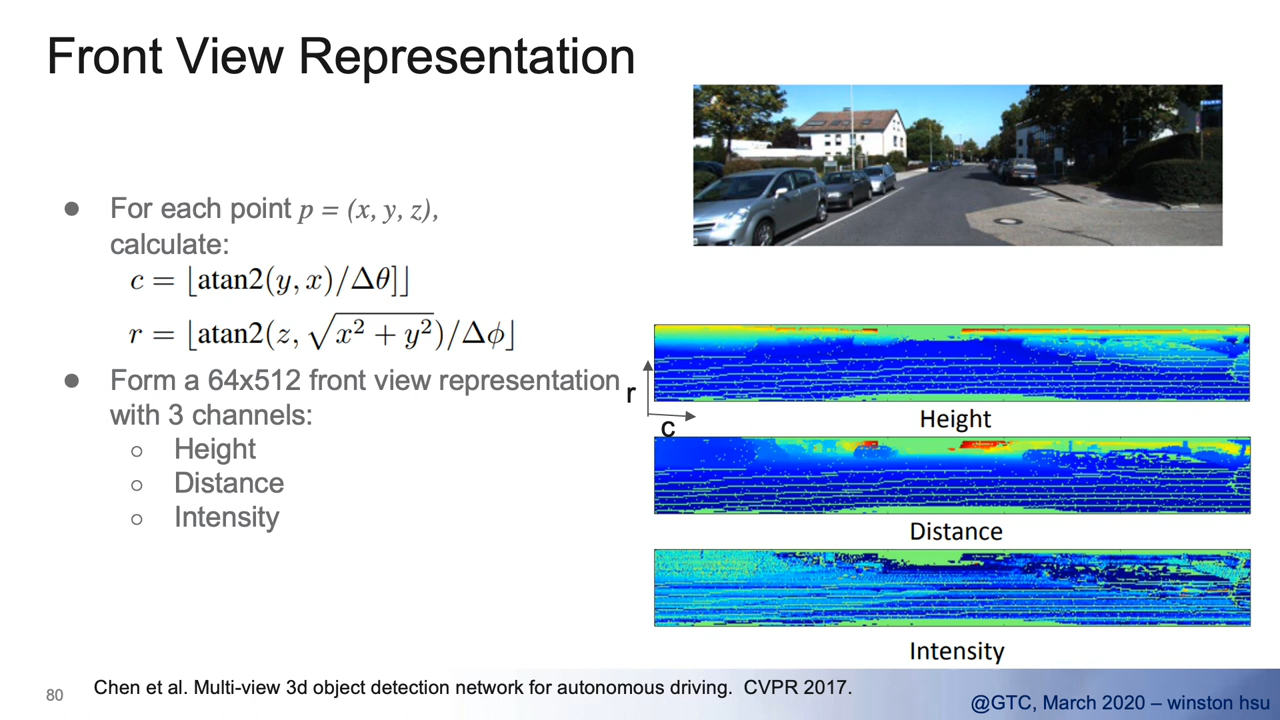 Front View Representation
● For each point p = (x, y, z),
calculate:
c = ⌊atan2(y, x)/Δθ]⌋
r = ⌊atan2(z, √x² + y²)/Δϕ⌋
● Form a 64x512 front view representation
with 3 channels:
○ Height
○ Distance
○ Intensity
r
c
Height
Distance
Intensity
80
Chen et al. Multi-view 3d object detection network for autonomous driving. CVPR 2017.
@GTC, March 2020 – winston hsu